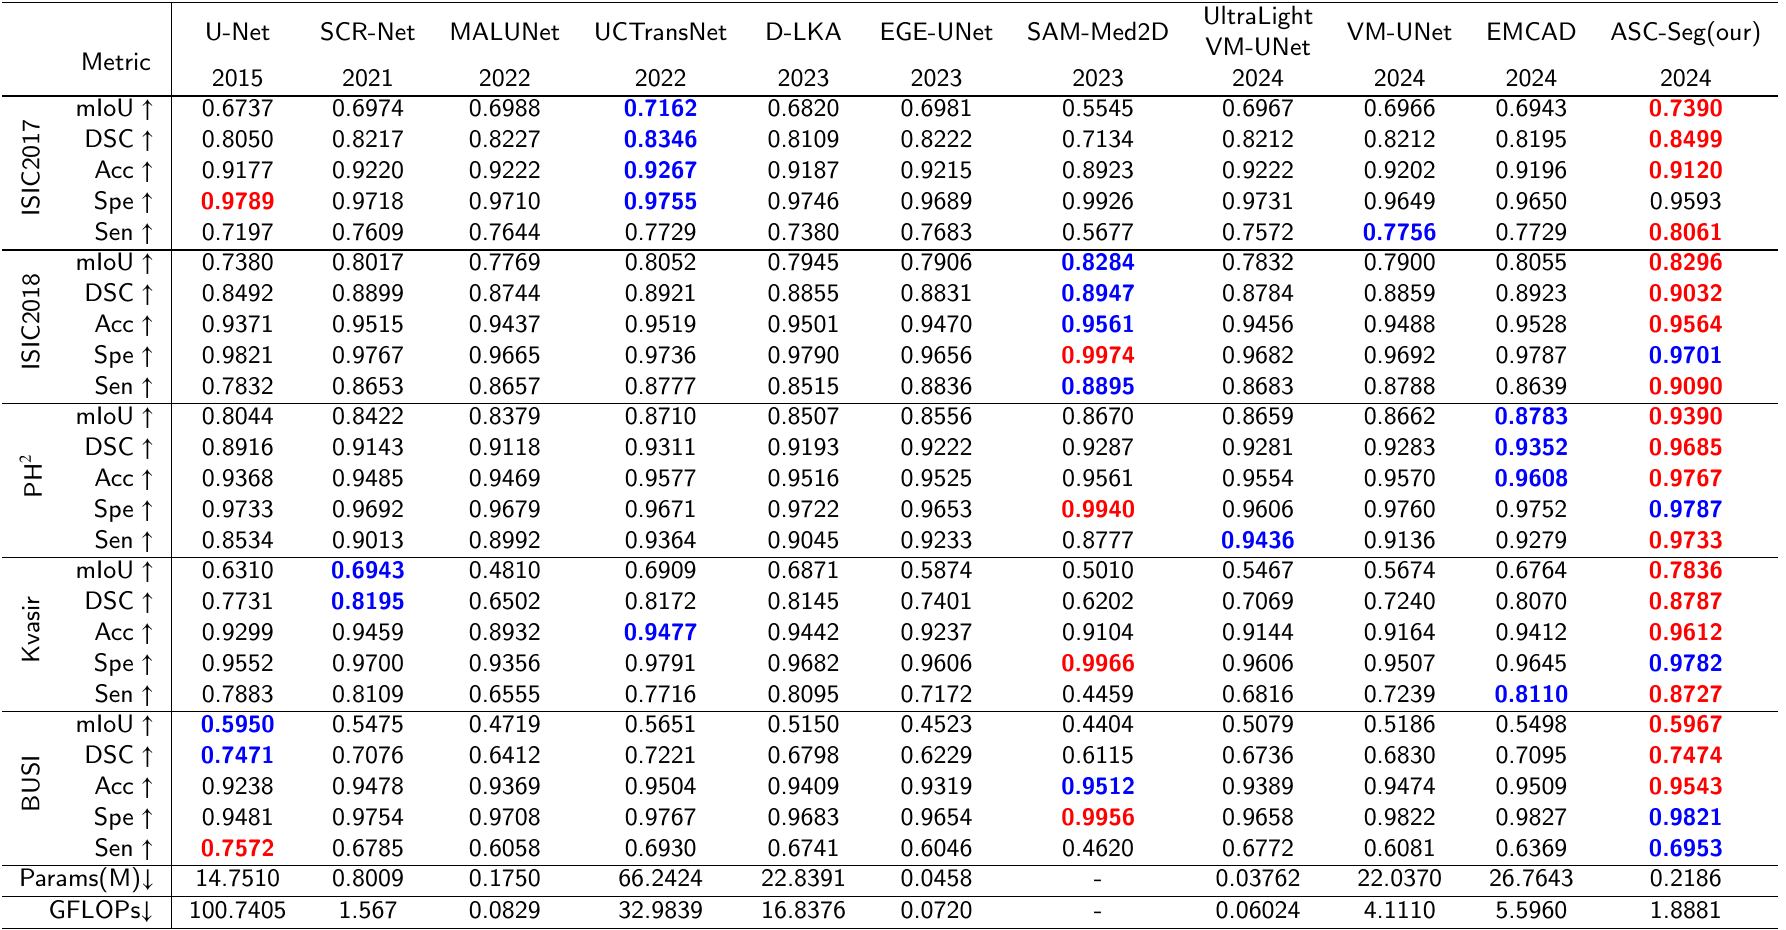 Metric U-Net SCR-Net MALUNet UCTransNet D-LKA EGE-UNet SAM-Med2D UltraLight VM-UNet VM-UNet EMCAD ASC-Seg(our)
2015 2021 2022 2022 2023 2023 2023 2024 2024 2024 2024
ISIC2017
mIoU ↑ 0.6737 0.6974 0.6988 0.7162 0.6820 0.6981 0.5545 0.6967 0.6966 0.6943 0.7390
DSC ↑ 0.8050 0.8217 0.8227 0.8346 0.8109 0.8222 0.7134 0.8212 0.8212 0.8195 0.8499
Acc ↑ 0.9177 0.9220 0.9222 0.9267 0.9187 0.9215 0.8923 0.9222 0.9202 0.9196 0.9120
Spe ↑ 0.9789 0.9718 0.9710 0.9755 0.9746 0.9689 0.9926 0.9731 0.9649 0.9650 0.9593
Sen ↑ 0.7197 0.7609 0.7644 0.7729 0.7380 0.7683 0.5677 0.7572 0.7756 0.7729 0.8061
ISIC2018
mIoU ↑ 0.7380 0.8017 0.7769 0.8052 0.7945 0.7906 0.8284 0.7832 0.7900 0.8055 0.8296
DSC ↑ 0.8492 0.8899 0.8744 0.8921 0.8855 0.8831 0.8947 0.8784 0.8859 0.8923 0.9032
Acc ↑ 0.9371 0.9515 0.9437 0.9519 0.9501 0.9470 0.9561 0.9456 0.9488 0.9528 0.9564
Spe ↑ 0.9821 0.9767 0.9665 0.9736 0.9790 0.9656 0.9974 0.9682 0.9692 0.9787 0.9701
Sen ↑ 0.7832 0.8653 0.8657 0.8777 0.8515 0.8836 0.8895 0.8683 0.8788 0.8639 0.9090
PH²
mIoU ↑ 0.8044 0.8422 0.8379 0.8710 0.8507 0.8556 0.8670 0.8659 0.8662 0.8783 0.9390
DSC ↑ 0.8916 0.9143 0.9118 0.9311 0.9193 0.9222 0.9287 0.9281 0.9283 0.9352 0.9685
Acc ↑ 0.9368 0.9485 0.9469 0.9577 0.9516 0.9525 0.9561 0.9554 0.9570 0.9608 0.9767
Spe ↑ 0.9733 0.9692 0.9679 0.9671 0.9722 0.9653 0.9940 0.9606 0.9760 0.9752 0.9787
Sen ↑ 0.8534 0.9013 0.8992 0.9364 0.9045 0.9233 0.8777 0.9436 0.9136 0.9279 0.9733
Kvasir
mIoU ↑ 0.6310 0.6943 0.4810 0.6909 0.6871 0.5874 0.5010 0.5467 0.5674 0.6764 0.7836
DSC ↑ 0.7731 0.8195 0.6502 0.8172 0.8145 0.7401 0.6202 0.7069 0.7240 0.8070 0.8787
Acc ↑ 0.9299 0.9459 0.8932 0.9477 0.9442 0.9237 0.9104 0.9144 0.9164 0.9412 0.9612
Spe ↑ 0.9552 0.9700 0.9356 0.9791 0.9682 0.9606 0.9966 0.9606 0.9507 0.9645 0.9782
Sen ↑ 0.7883 0.8109 0.6555 0.7716 0.8095 0.7172 0.4459 0.6816 0.7239 0.8110 0.8727
BUSI
mIoU ↑ 0.5950 0.5475 0.4719 0.5651 0.5150 0.4523 0.4404 0.5079 0.5186 0.5498 0.5967
DSC ↑ 0.7471 0.7076 0.6412 0.7221 0.6798 0.6229 0.6115 0.6736 0.6830 0.7095 0.7474
Acc ↑ 0.9238 0.9478 0.9369 0.9504 0.9409 0.9319 0.9512 0.9389 0.9474 0.9509 0.9543
Spe ↑ 0.9481 0.9754 0.9708 0.9767 0.9683 0.9654 0.9956 0.9658 0.9822 0.9827 0.9821
Sen ↑ 0.7572 0.6785 0.6058 0.6930 0.6741 0.6046 0.4620 0.6772 0.6081 0.6369 0.6953
Params(M)↓ 14.7510 0.8009 0.1750 66.2424 22.8391 0.0458 - 0.03762 22.0370 26.7643 0.2186
GFLOPs↓ 100.7405 1.567 0.0829 32.9839 16.8376 0.0720 - 0.06024 4.1110 5.5960 1.8881